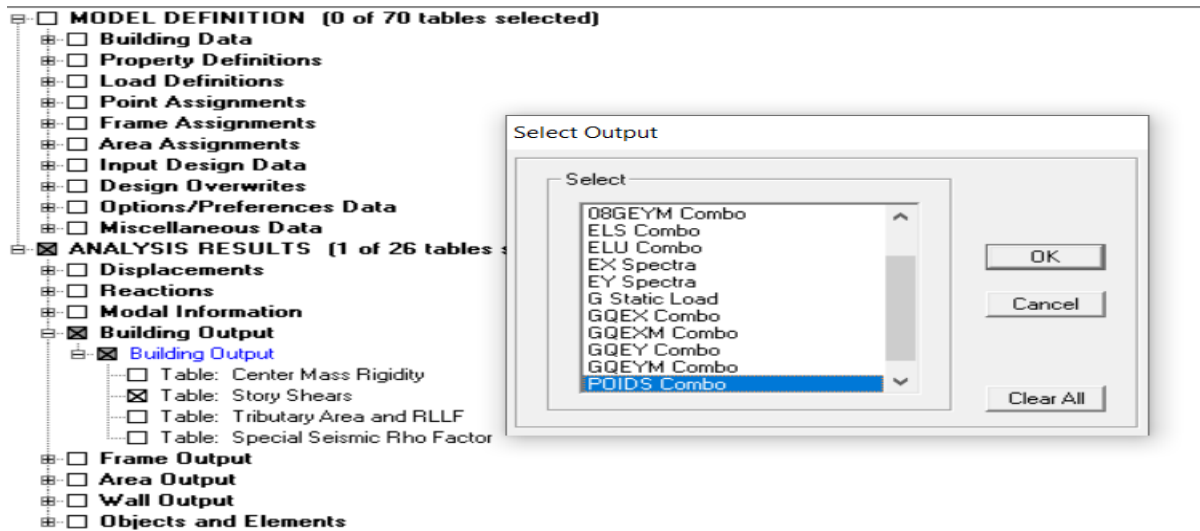 MODEL DEFINITION (0 of 70 tables selected)
Building Data
Property Definitions
Load Definitions
Point Assignments
Frame Assignments
Area Assignments
Input Design Data
Design Overwrites
Options/Preferences Data
Miscellaneous Data
ANALYSIS RESULTS (1 of 26 tables s
Displacements
Reactions
Modal Information
Building Output
Building Output
Table: Center Mass Rigidity
Table: Story Shears
Table: Tributary Area and RLLF
Table: Special Seismic Rho Factor
Frame Output
Area Output
Wall Output
Objects and Elements
Select Output
Select
08GEYM Combo
ELS Combo
ELU Combo
EX Spectra
EY Spectra
G Static Load
GQEX Combo
GQEXM Combo
GQEY Combo
GQEYM Combo
POIDS Combo
OK
Cancel
Clear All